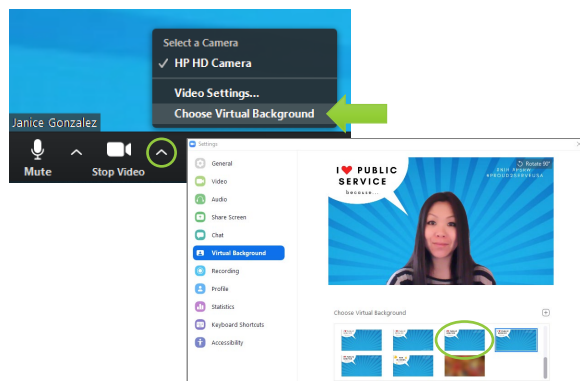 Select a Camera
✓ HP HD Camera
Video Settings...
Choose Virtual Background
Janice Gonzalez
Mute
Stop Video
Settings
General
Video
Audio
Share Screen
Chat
Virtual Background
Recording
Profile
Statistics
Keyboard Shortcuts
Accessibility
I ❤ PUBLIC
SERVICE
because...
Rotate 90°
#PROUD2SERVEUSA
Choose Virtual Background